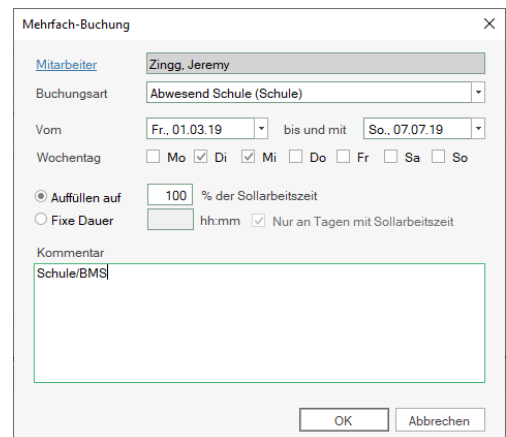 Mehrfach-Buchung
Mitarbeiter Zingg, Jeremy
Buchungsart Abwesend Schule (Schule)
Vom Fr., 01.03.19 bis und mit So., 07.07.19
Wochentag Mo Di Mi Do Fr Sa So
Auffüllen auf 100 % der Sollarbeitszeit
Fixe Dauer hh:mm Nur an Tagen mit Sollarbeitszeit
Kommentar
Schule/BMS
OK Abbrechen